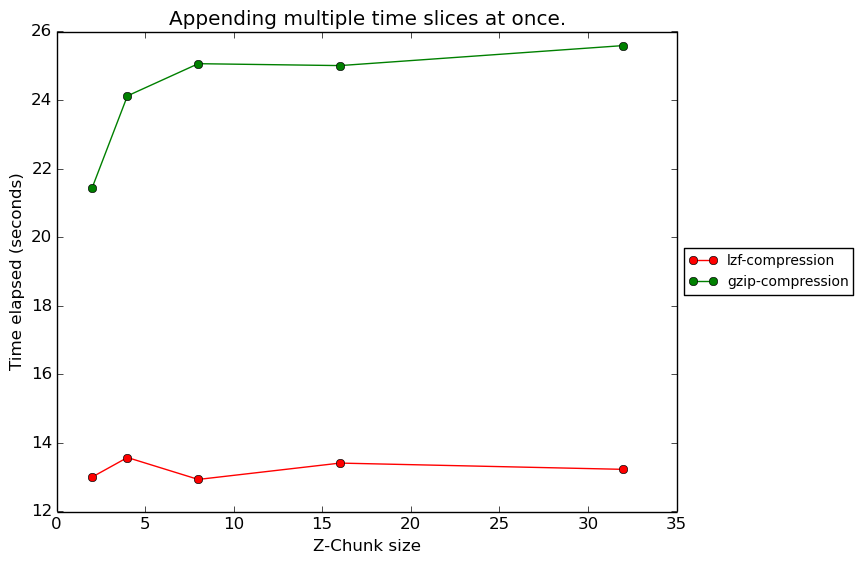 Appending multiple time slices at once.
26
24
22
20
18
16
14
12
Time elapsed (seconds)
0 5 10 15 20 25 30 35
Z-Chunk size
lzf-compression
gzip-compression